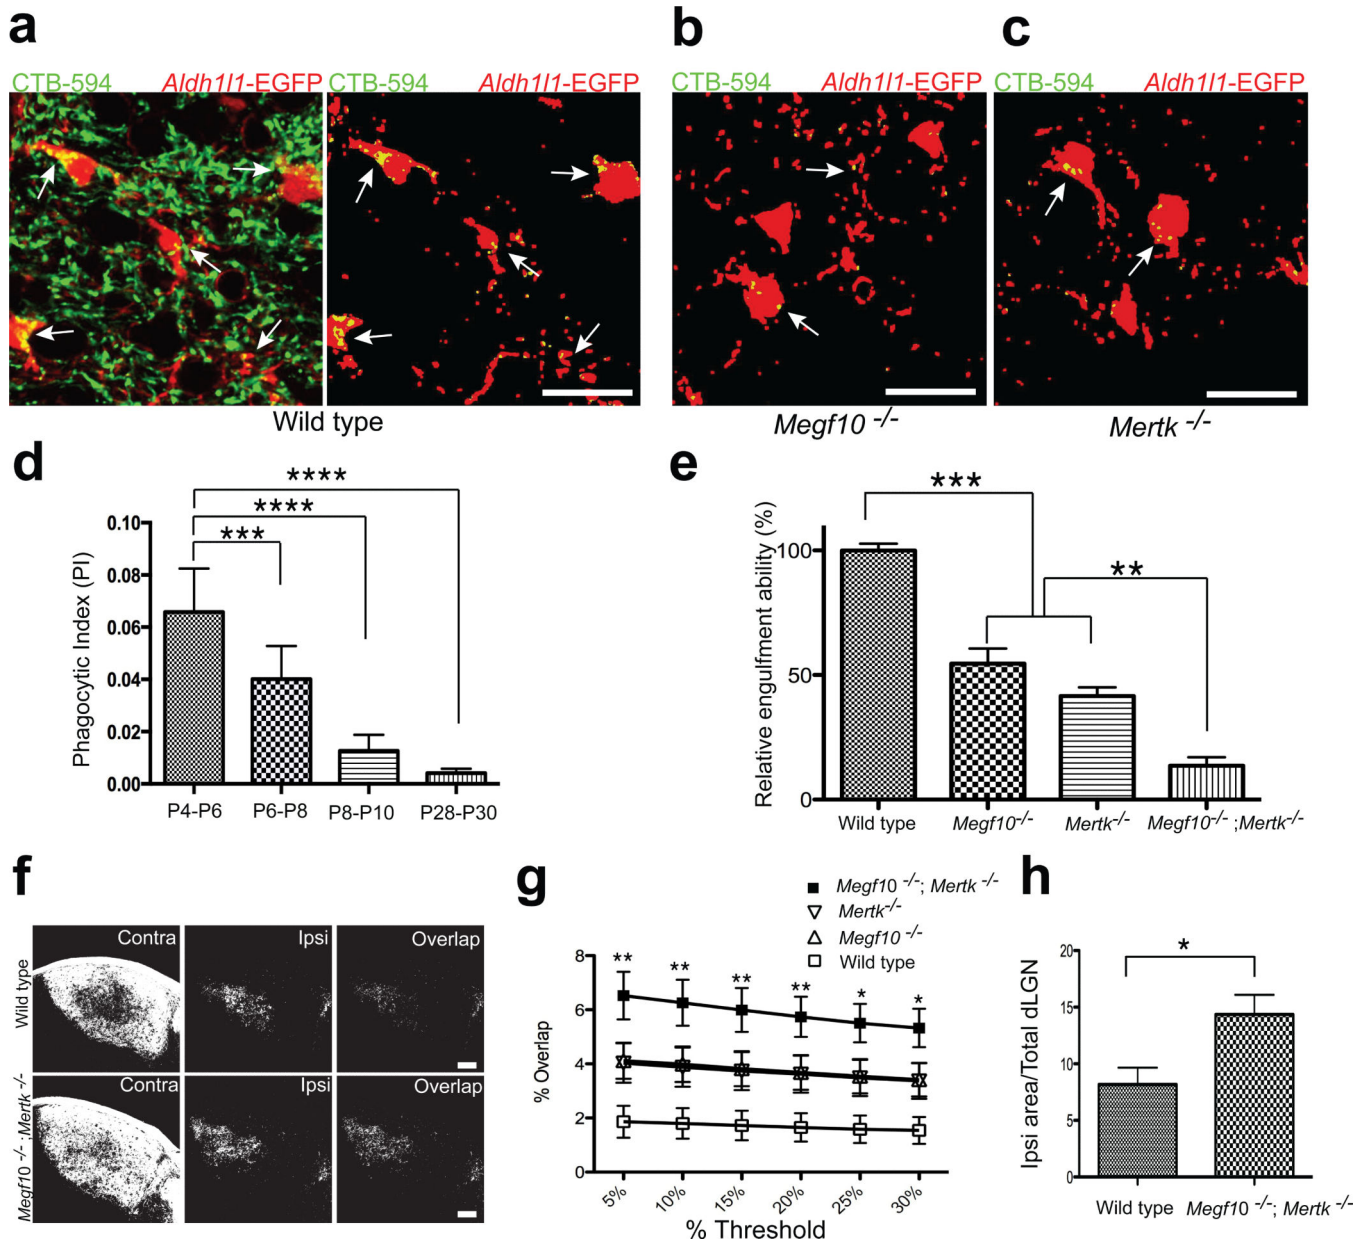 a
CTB-594 Aldh1l1-EGFP CTB-594 Aldh1l1-EGFP
Wild type
b
CTB-594 Aldh1l1-EGFP
Megf10 -/-
c
CTB-594 Aldh1l1-EGFP
Mertk -/-
d
****
****
***
Phagocytic Index (PI)
0.10
0.08
0.06
0.04
0.02
0.00
P4-P6 P6-P8 P8-P10 P28-P30
e
***
**
Relative engulfment ability (%)
100
50
0
Wild type Megf10-/- Mertk-/- Megf10-/- ;Mertk-/-
f
Wild type
Contra Ipsi Overlap
Megf10 -/- ;Mertk -/-
Contra Ipsi Overlap
g
Megf10 -/-; Mertk -/-
Mertk-/-
Megf10 -/-
Wild type
% Overlap
8
6
4
2
0
** ** ** ** * *
5% 10% 15% 20% 25% 30%
% Threshold
h
*
Ipsi area/Total dLGN
20
15
10
5
0
Wild type Megf10 -/-; Mertk -/-